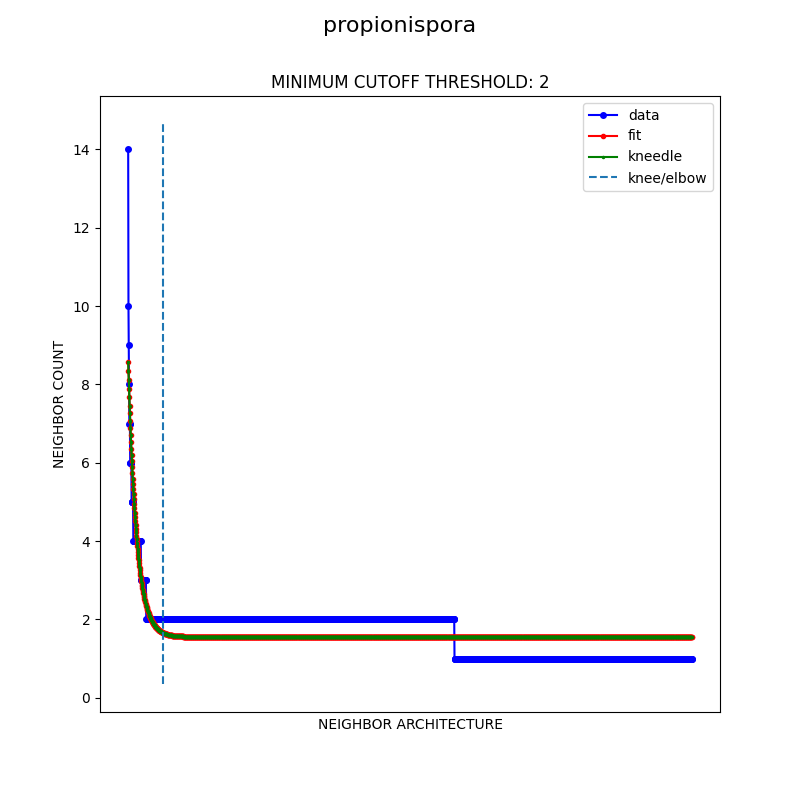 propionispora
MINIMUM CUTOFF THRESHOLD: 2
data
fit
kneedle
knee/elbow
14
12
10
8
6
4
2
0
NEIGHBOR COUNT
NEIGHBOR ARCHITECTURE